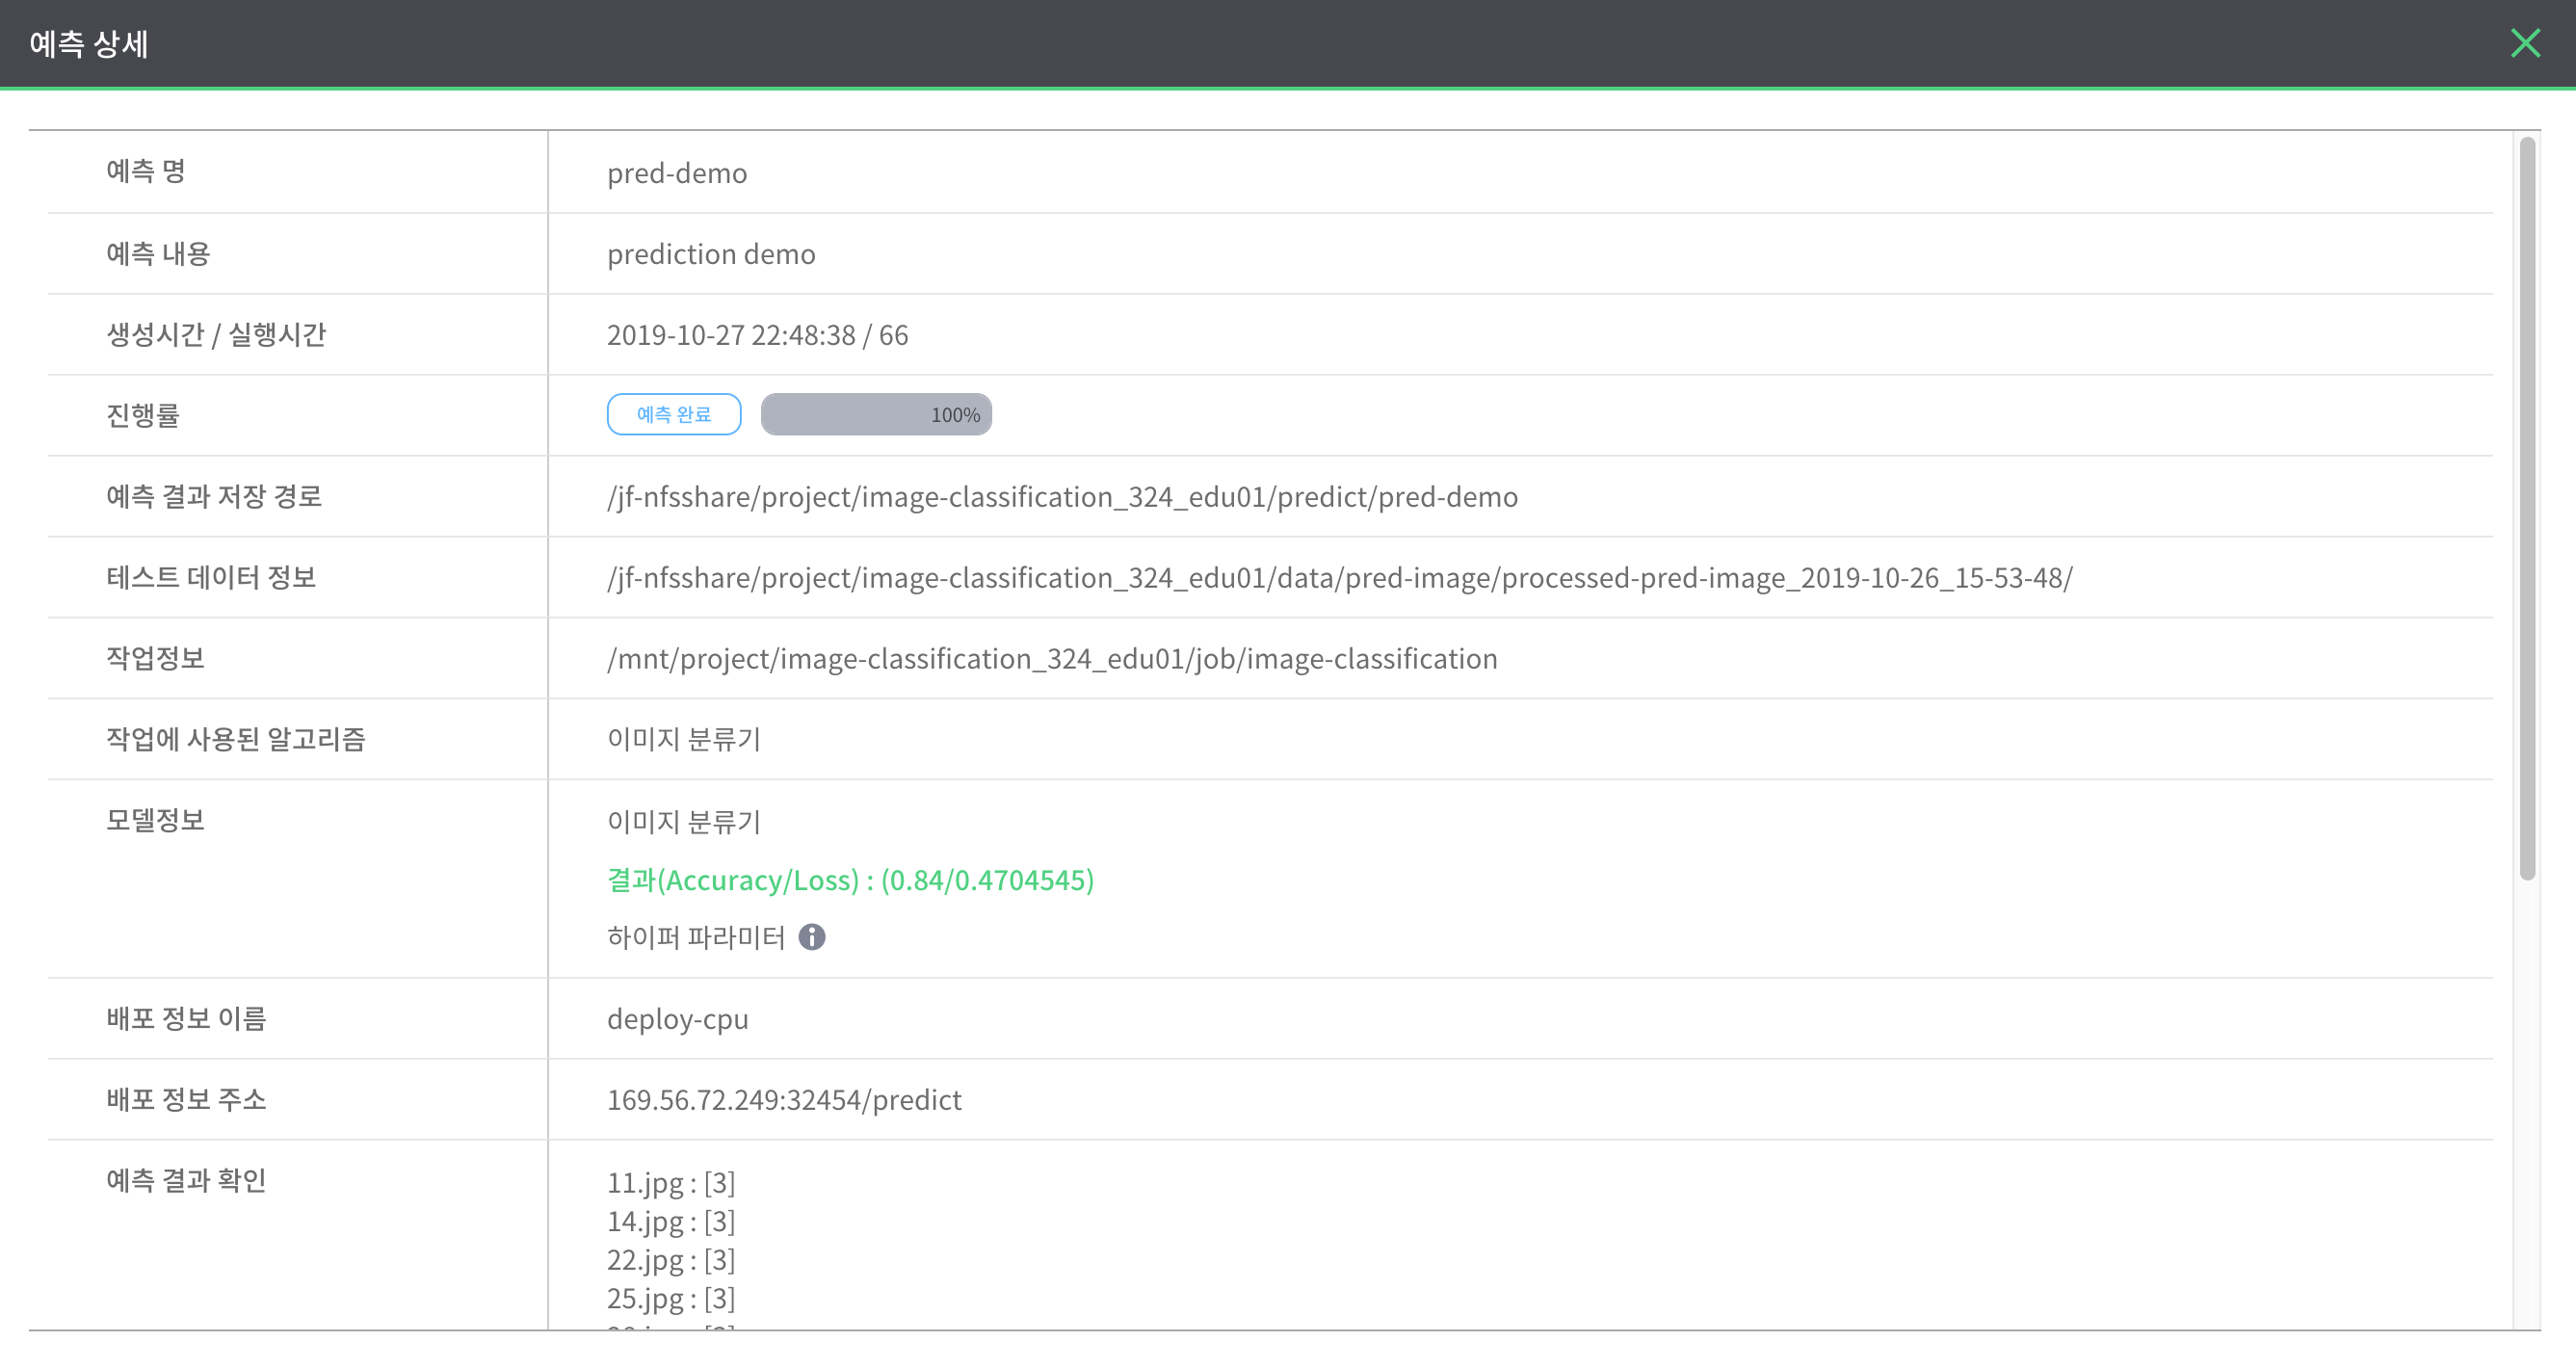 예측 상세
예측 명
pred-demo
예측 내용
prediction demo
생성시간 / 실행시간
2019-10-27 22:48:38 / 66
진행률
예측 완료 100%
예측 결과 저장 경로
/jf-nfsshare/project/image-classification_324_edu01/predict/pred-demo
테스트 데이터 정보
/jf-nfsshare/project/image-classification_324_edu01/data/pred-image/processed-pred-image_2019-10-26_15-53-48/
작업정보
/mnt/project/image-classification_324_edu01/job/image-classification
작업에 사용된 알고리즘
이미지 분류기
모델정보
이미지 분류기
결과(Accuracy/Loss) : (0.84/0.4704545)
하이퍼 파라미터
배포 정보 이름
deploy-cpu
배포 정보 주소
169.56.72.249:32454/predict
예측 결과 확인
11.jpg : [3]
14.jpg : [3]
22.jpg : [3]
25.jpg : [3]